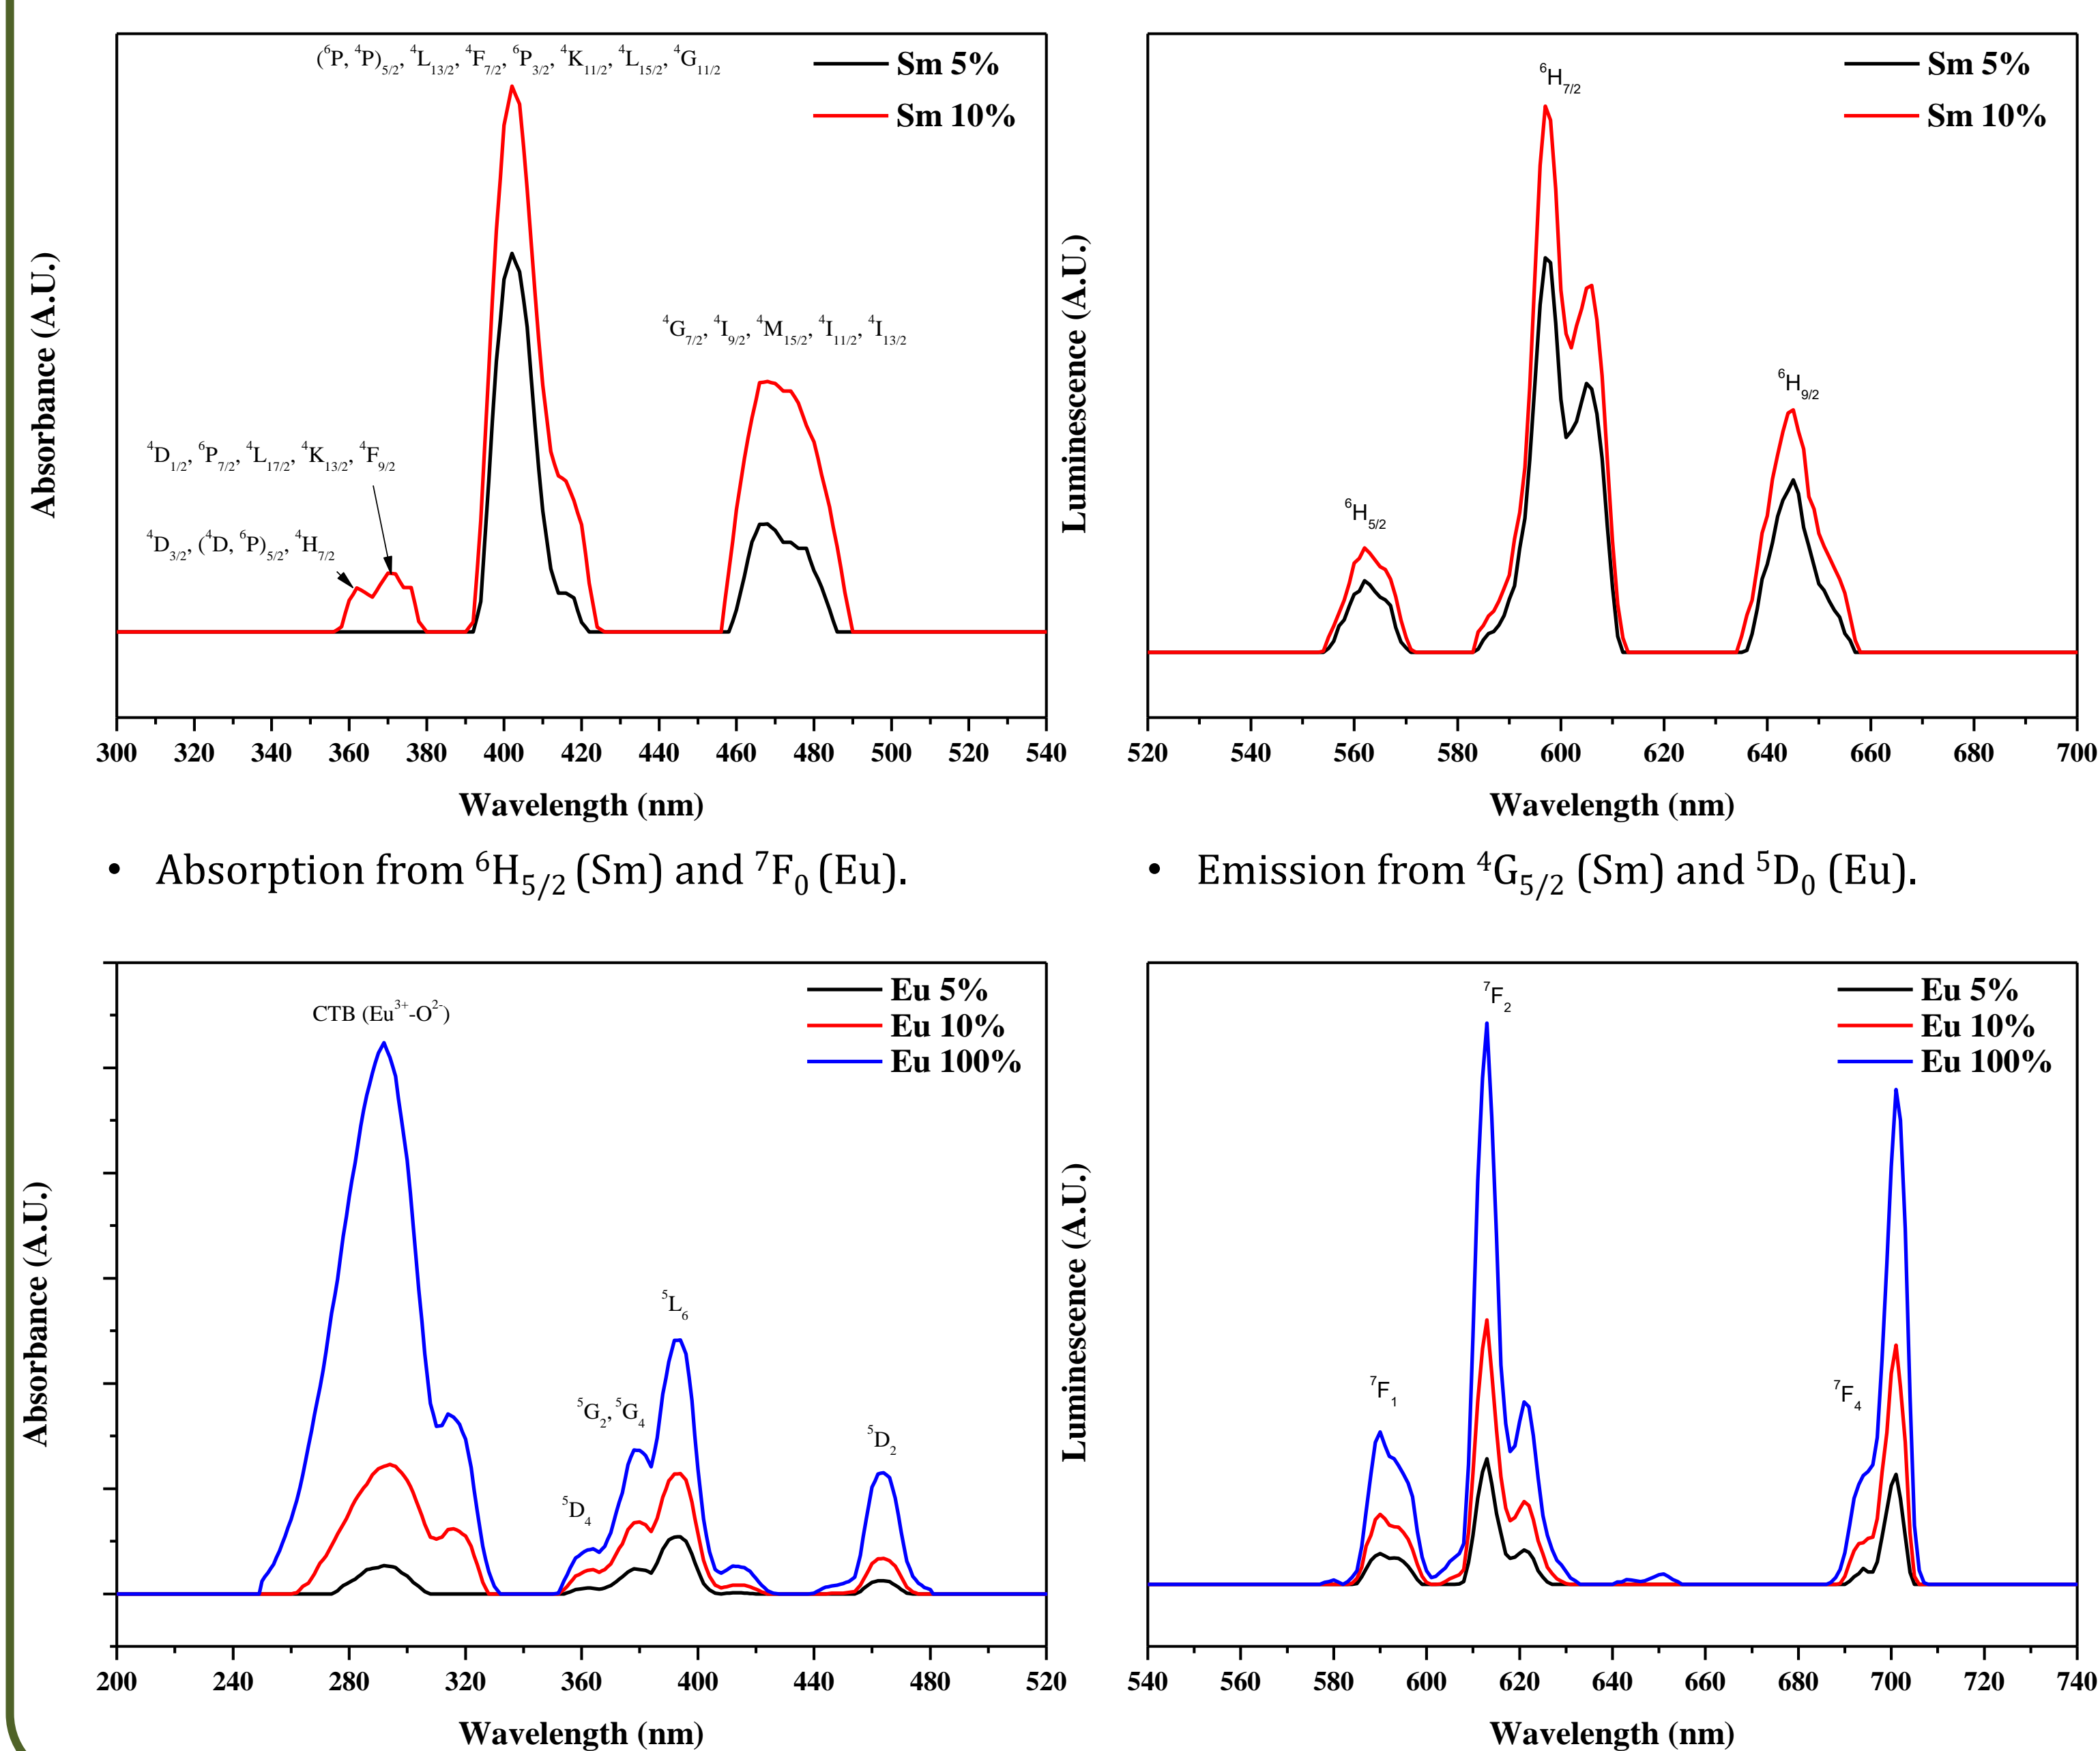 (⁶P, ⁴P)₅/₂, ⁴L₁₃/₂, ⁴F₇/₂, ⁶P₃/₂, ⁴K₁₁/₂, ⁴L₁₅/₂, ⁴G₁₁/₂
Sm 5%
Sm 10%
⁴G₇/₂, ⁴I₉/₂, ⁴M₁₅/₂, ⁴I₁₁/₂, ⁴I₁₃/₂
⁴D₁/₂, ⁶P₇/₂, ⁴L₁₇/₂, ⁴K₁₃/₂, ⁴F₉/₂
⁴D₃/₂, (⁴D, ⁶P)₅/₂, ⁴H₇/₂
Absorbance (A.U.)
300 320 340 360 380 400 420 440 460 480 500 520 540
Wavelength (nm)
⁶H₇/₂
Sm 5%
Sm 10%
⁶H₉/₂
⁶H₅/₂
Luminescence (A.U.)
520 540 560 580 600 620 640 660 680 700
Wavelength (nm)
• Absorption from ⁶H₅/₂ (Sm) and ⁷F₀ (Eu).
• Emission from ⁴G₅/₂ (Sm) and ⁵D₀ (Eu).
CTB (Eu³⁺-O²⁻)
Eu 5%
Eu 10%
Eu 100%
⁵L₆
⁵G₂, ⁵G₄
⁵D₂
⁵D₄
Absorbance (A.U.)
200 240 280 320 360 400 440 480 520
Wavelength (nm)
⁷F₂
Eu 5%
Eu 10%
Eu 100%
⁷F₁
⁷F₄
Luminescence (A.U.)
540 560 580 600 620 640 660 680 700 720 740
Wavelength (nm)